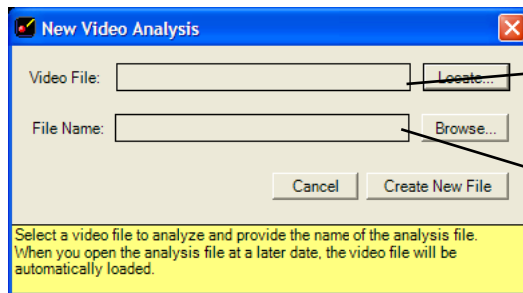 New Video Analysis
Video File: Locate...
File Name: Browse...
Cancel Create New File
Select a video file to analyze and provide the name of the analysis file.
When you open the analysis file at a later date, the video file will be
automatically loaded.